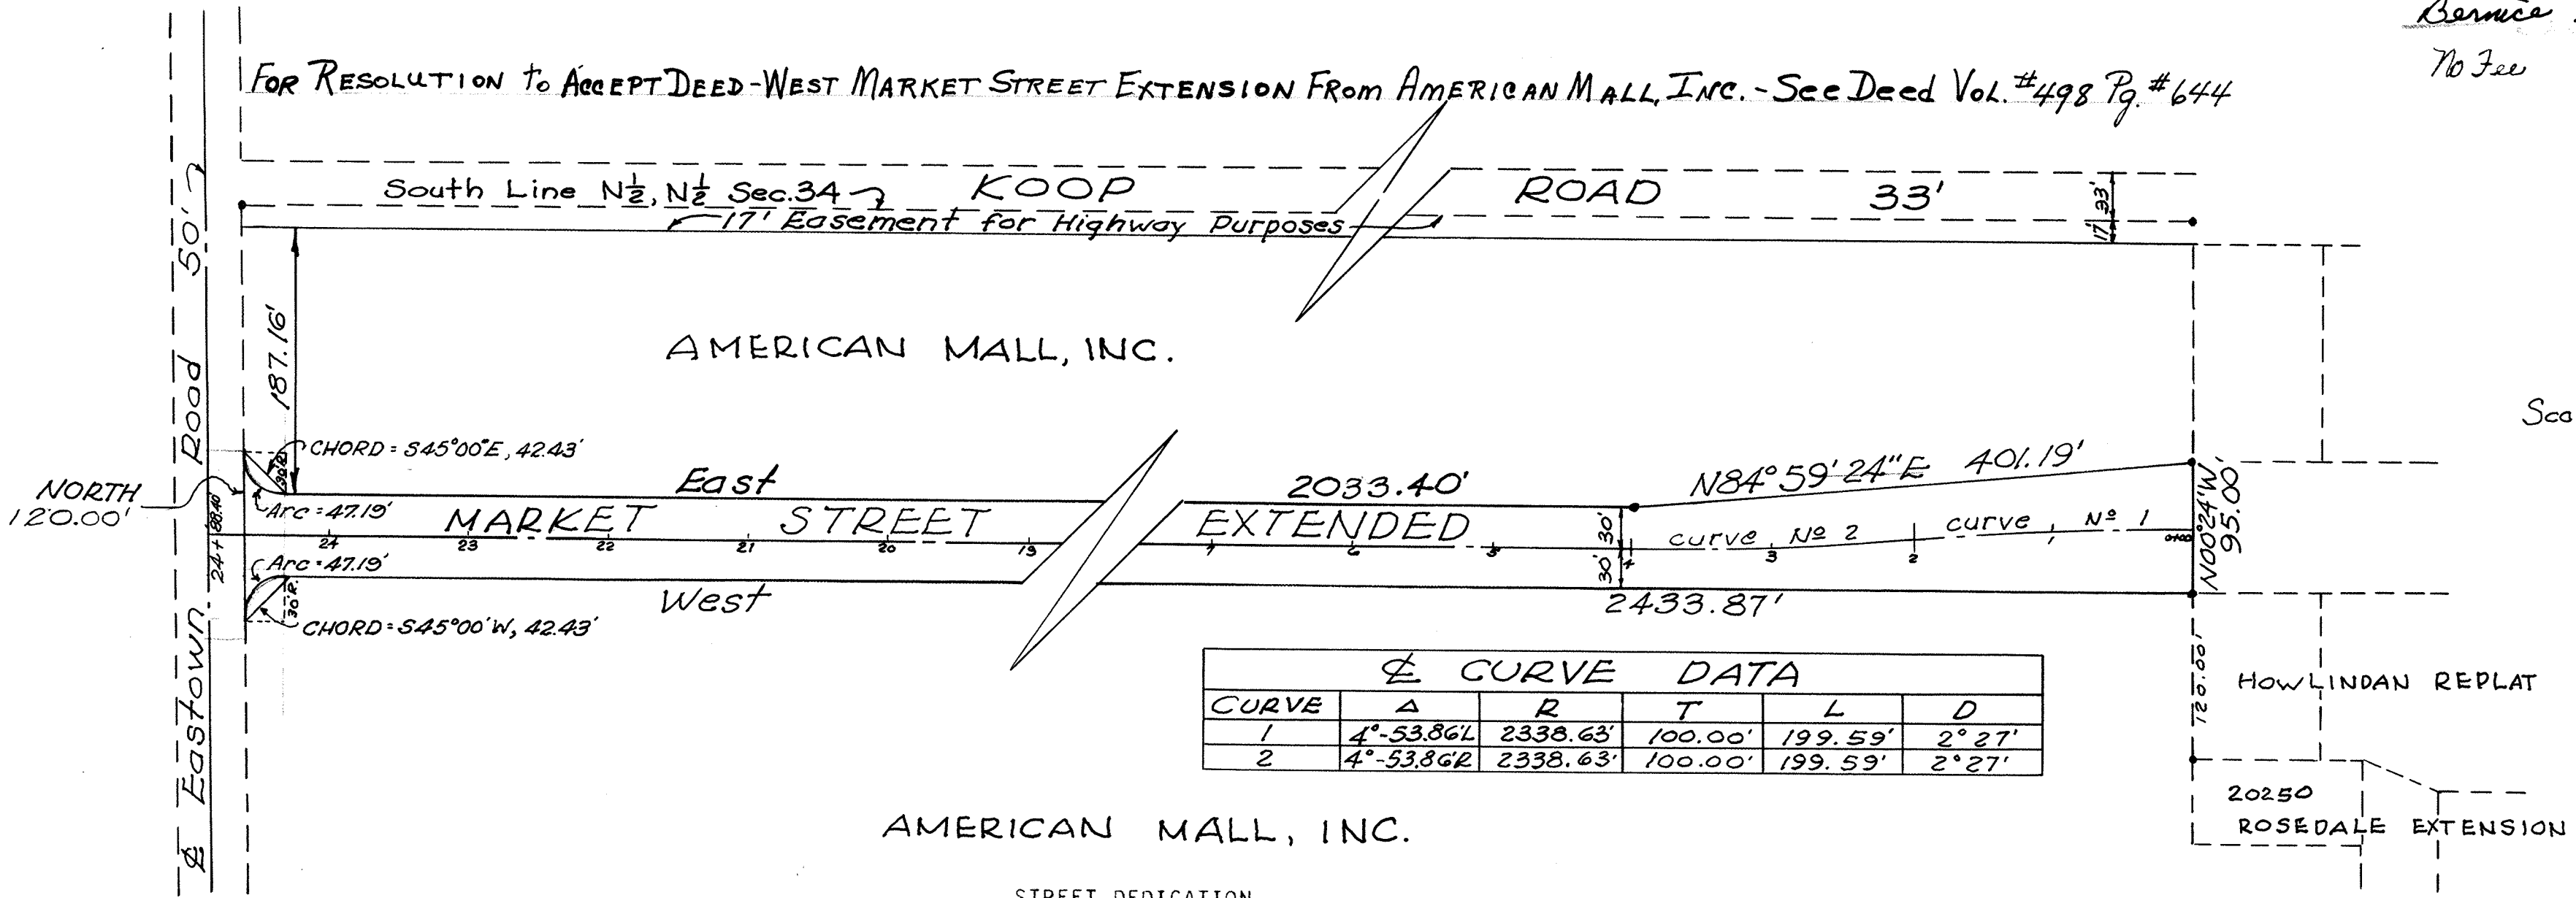 Bernice
No Fee
FOR RESOLUTION to ACCEPT DEED-WEST MARKET STREET EXTENSION FROM AMERICAN MALL, INC. - See Deed Vol. #498 Pg. #644
South Line N½, N½ Sec.34
KOOP ROAD 33'
33'
17' Easement for Highway Purposes
17'
50'
187.16'
AMERICAN MALL, INC.
CHORD = S45°00"E, 42.43'
30'R.
NORTH
120.00'
Arc = 47.19'
24+88.40
East
2033.40'
N84°59'24"E 401.19'
MARKET STREET EXTENDED
30'
30'
curve No 2
curve No 1
24 23 22 21 20 19 7 6 5 4 3 2 1 0+00
N00°24'W
95.00'
Arc = 47.19'
30'R.
West
2433.87'
CHORD = S45°00'W, 42.43'
℄ Eastown Road
℄ CURVE DATA
CURVE Δ R T L D
1 4°-53.86'L 2338.63' 100.00' 199.59' 2°27'
2 4°-53.86'R 2338.63' 100.00' 199.59' 2°27'
120.00'
HOWLINDAN REPLAT
20250
ROSEDALE EXTENSION
AMERICAN MALL, INC.
STREET DEDICATION